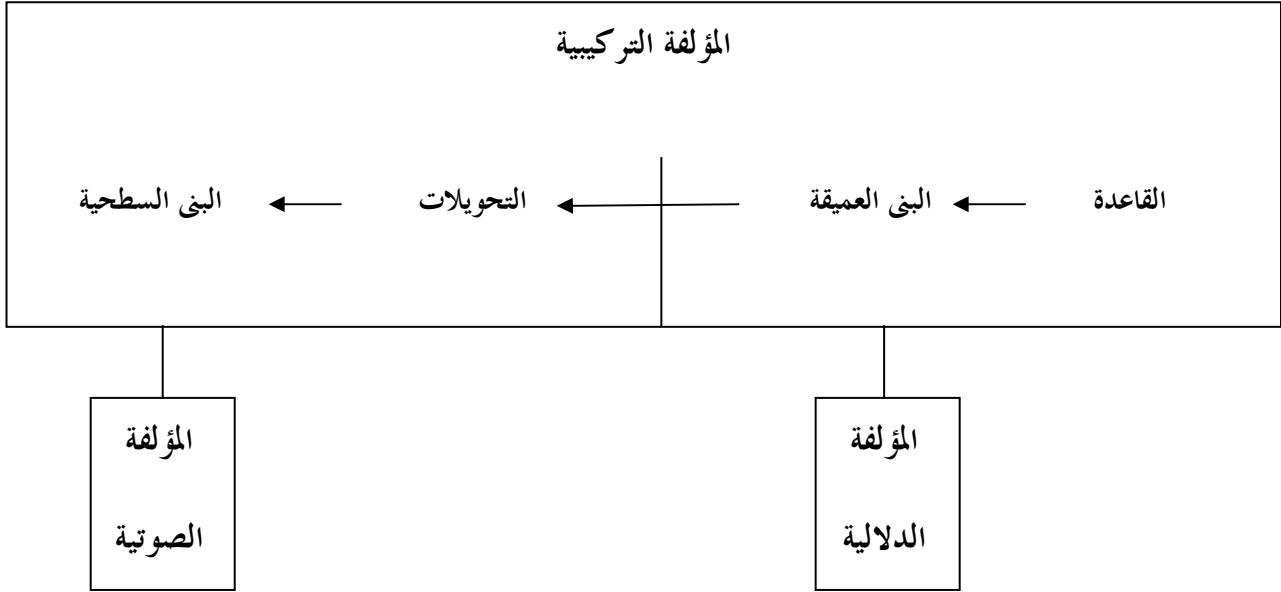 المؤلفة التركيبية
القاعدة البنى العميقة التحويلات البنى السطحية
المؤلفة
الدلالية
المؤلفة
الصوتية